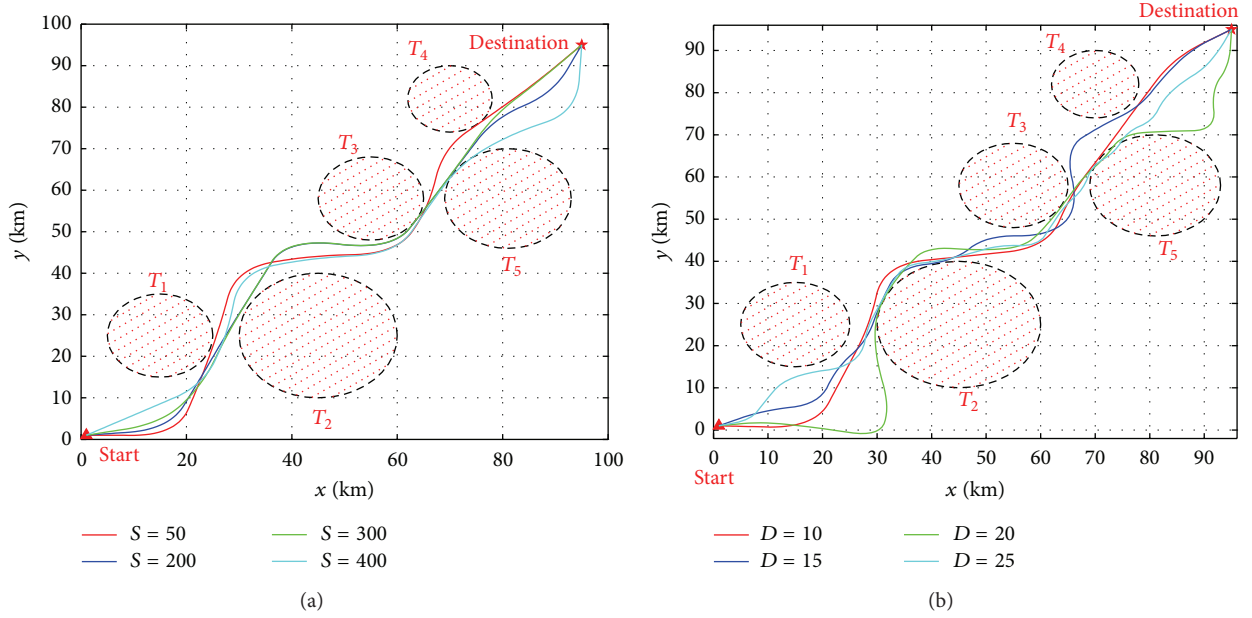 100
90
80
70
60
50
40
30
20
10
0
y (km)
0 20 40 60 80 100
x (km)
Destination
T4
T3
T1
T5
T2
Start
S = 50
S = 200
S = 300
S = 400
(a)
90
80
70
60
50
40
30
20
10
0
y (km)
0 10 20 30 40 50 60 70 80 90
x (km)
Destination
T4
T3
T1
T5
T2
Start
D = 10
D = 15
D = 20
D = 25
(b)